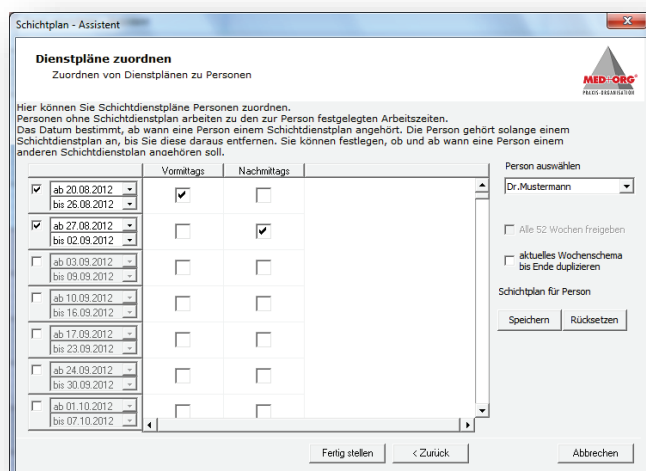 Schichtplan - Assistent
Dienstpläne zuordnen
Zuordnen von Dienstplänen zu Personen
MED+ORG®
PRAXIS-ORGANISATION
Hier können Sie Schichtdienstpläne Personen zuordnen.
Personen ohne Schichtdienstplan arbeiten zu den zur Person festgelegten Arbeitszeiten.
Das Datum bestimmt, ab wann eine Person einem Schichtdienstplan angehört. Die Person gehört solange einem
Schichtdienstplan an, bis Sie diese daraus entfernen. Sie können festlegen, ob und ab wann eine Person einem
anderen Schichtdienstplan angehören soll.
Vormittags Nachmittags
ab 20.08.2012
bis 26.08.2012
ab 27.08.2012
bis 02.09.2012
ab 03.09.2012
bis 09.09.2012
ab 10.09.2012
bis 16.09.2012
ab 17.09.2012
bis 23.09.2012
ab 24.09.2012
bis 30.09.2012
ab 01.10.2012
bis 07.10.2012
Person auswählen
Dr.Mustermann
Alle 52 Wochen freigeben
aktuelles Wochenschema
bis Ende duplizieren
Schichtplan für Person
Speichern Rücksetzen
Fertig stellen < Zurück Abbrechen